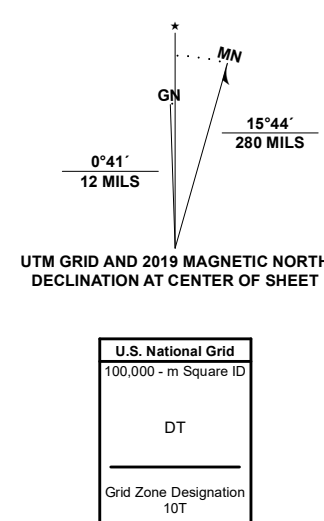 ★
MN
GN
15°44´
280 MILS
0°41´
12 MILS
UTM GRID AND 2019 MAGNETIC NORTH
DECLINATION AT CENTER OF SHEET
U.S. National Grid
100,000 - m Square ID
DT
Grid Zone Designation
10T